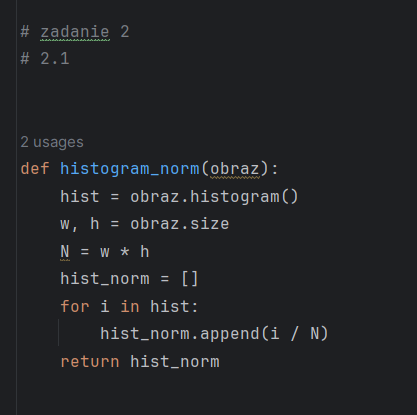 # zadanie 2
# 2.1
2 usages
def histogram_norm(obraz):
    hist = obraz.histogram()
    w, h = obraz.size
    N = w * h
    hist_norm = []
    for i in hist:
        hist_norm.append(i / N)
    return hist_norm